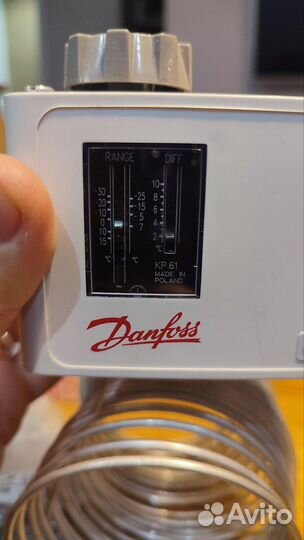 RANGE DIFF
-30
-20
-10
0
10
15
°C
-25
-15
-5
7
°C
10
8
6
4
2
°C
KP 61
MADE IN
POLAND
Danfoss
Avito